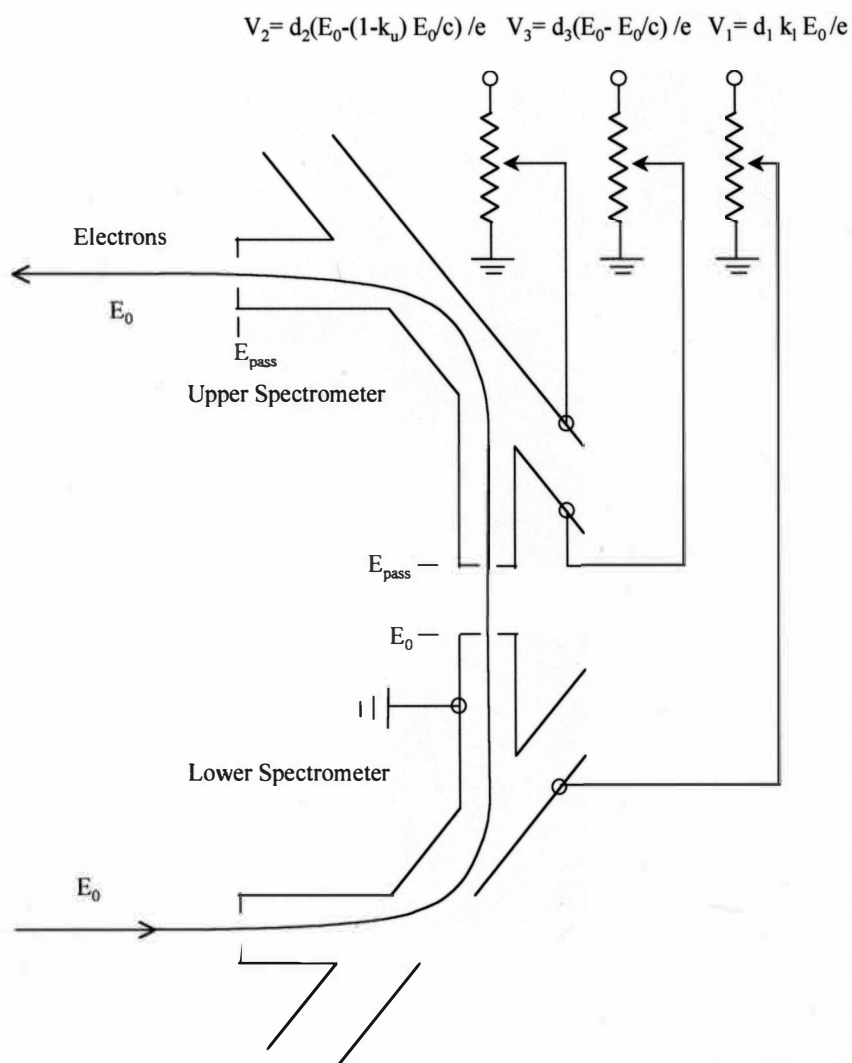 V₂= d₂(E₀-(1-kᵤ) E₀/c) /e V₃= d₃(E₀- E₀/c) /e V₁= d₁ kₗ E₀/e
Electrons
E₀
E_pass
Upper Spectrometer
E_pass
E₀
Lower Spectrometer
E₀